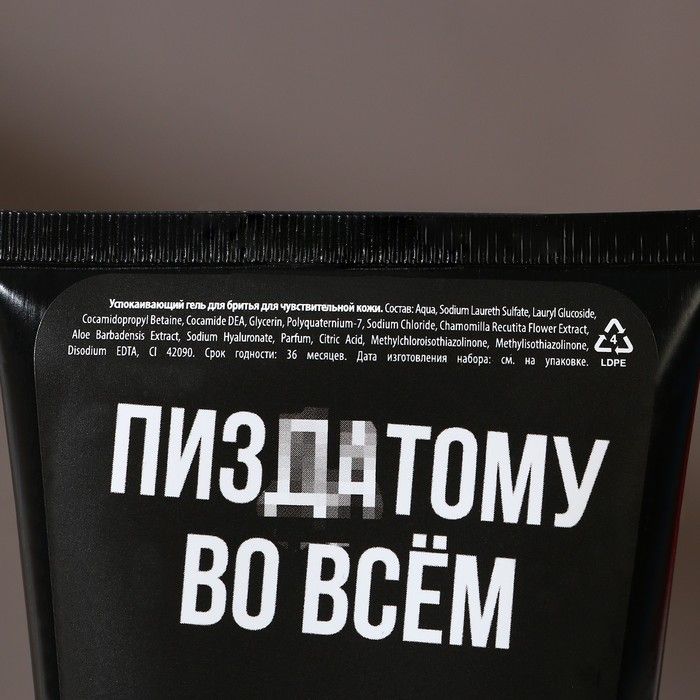 Успокаивающий гель для бритья для чувствительной кожи. Состав: Aqua, Sodium Laureth Sulfate, Lauryl Glucoside,
Cocamidopropyl Betaine, Cocamide DEA, Glycerin, Polyquaternium-7, Sodium Chloride, Chamomilla Recutita Flower Extract,
Aloe Barbadensis Extract, Sodium Hyaluronate, Parfum, Citric Acid, Methylchloroisothiazolinone, Methylisothiazolinone,
Disodium EDTA, CI 42090. Срок годности: 36 месяцев. Дата изготовления набора: см. на упаковке.
4
LDPE
ПИЗДАТОМУ
ВО ВСЁМ